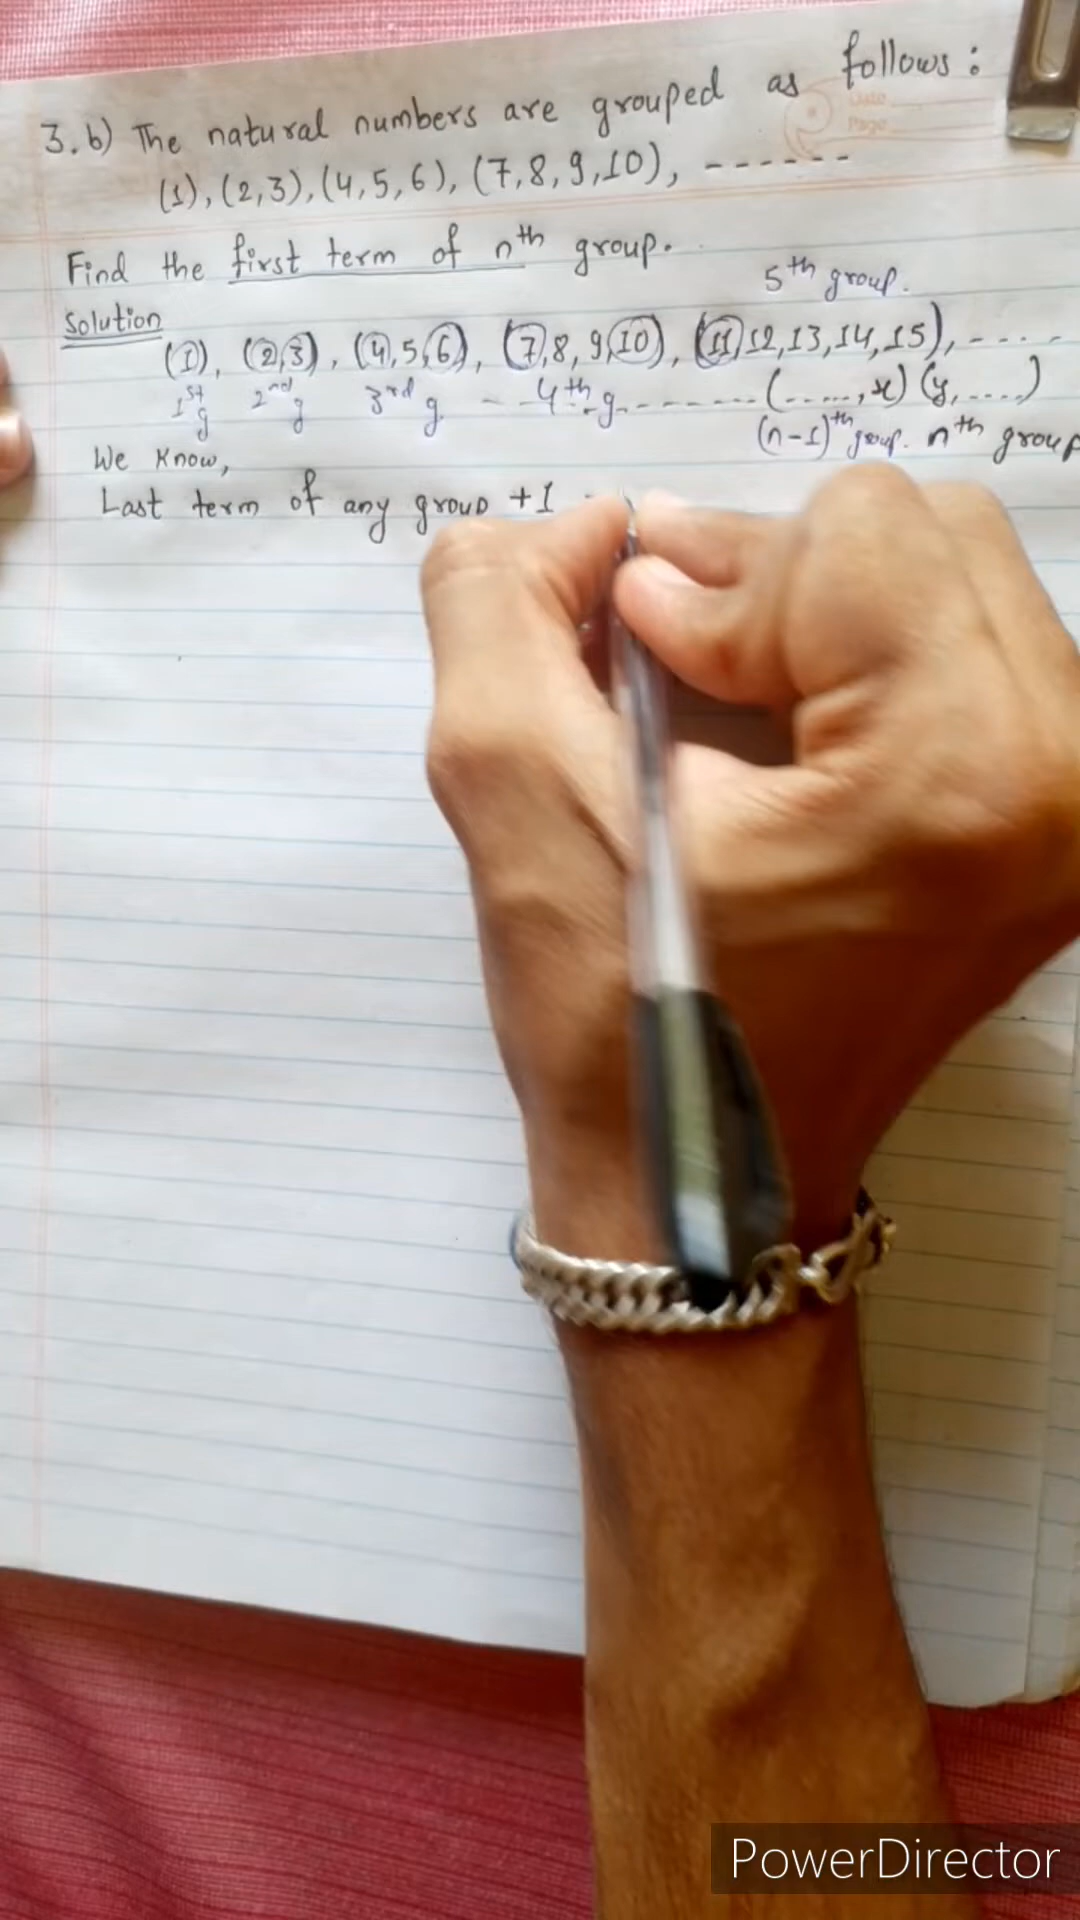 3.b) The natural numbers are grouped as follows:
(1), (2,3), (4,5,6), (7,8,9,10), ------
Find the first term of nth group.
5th group.
Solution
(1), (2,3), (4,5,6), (7,8,9,10), (11,12,13,14,15), -----
1st g 2nd g 3rd g. - - 4th g. ------- (-----, x) (y, ....)
(n-1)th group. nth group
We know,
Last term of any group +1
Date
Page
PowerDirector